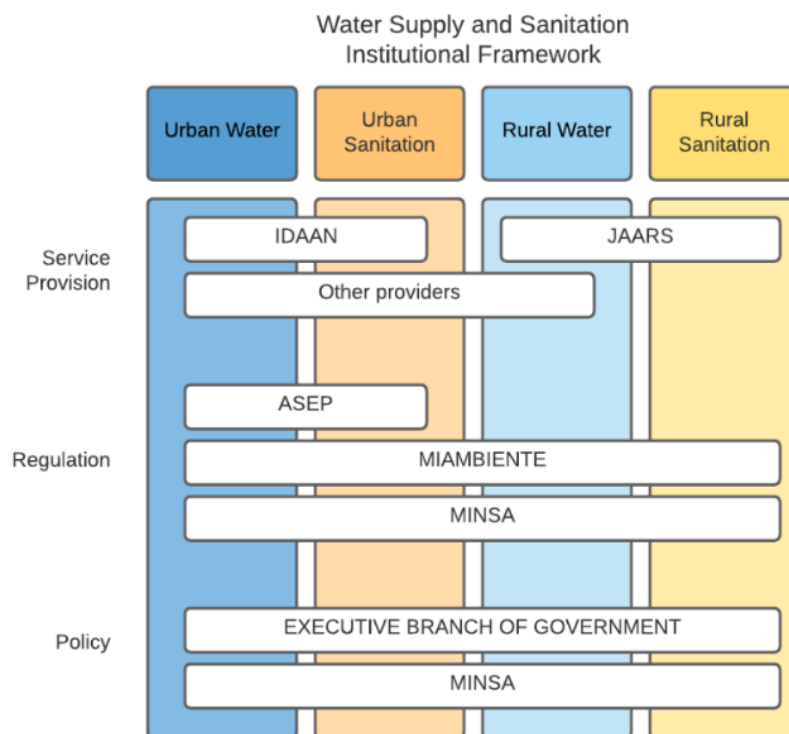 Water Supply and Sanitation
Institutional Framework
Urban Water
Urban
Sanitation
Rural Water
Rural
Sanitation
Service
Provision
IDAAN
JAARS
Other providers
Regulation
ASEP
MIAMBIENTE
MINSA
Policy
EXECUTIVE BRANCH OF GOVERNMENT
MINSA